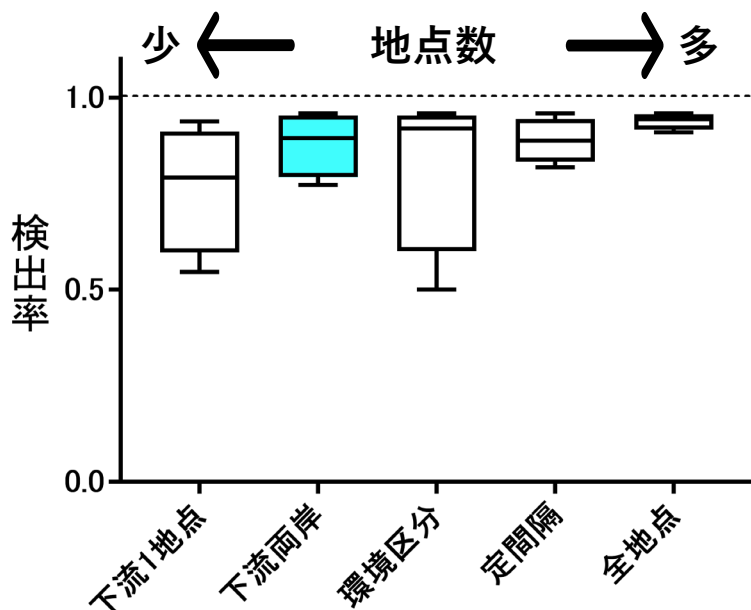 少 地点数 多
1.0
0.5
0.0
検出率
下流1地点
下流両岸
環境区分
定間隔
全地点